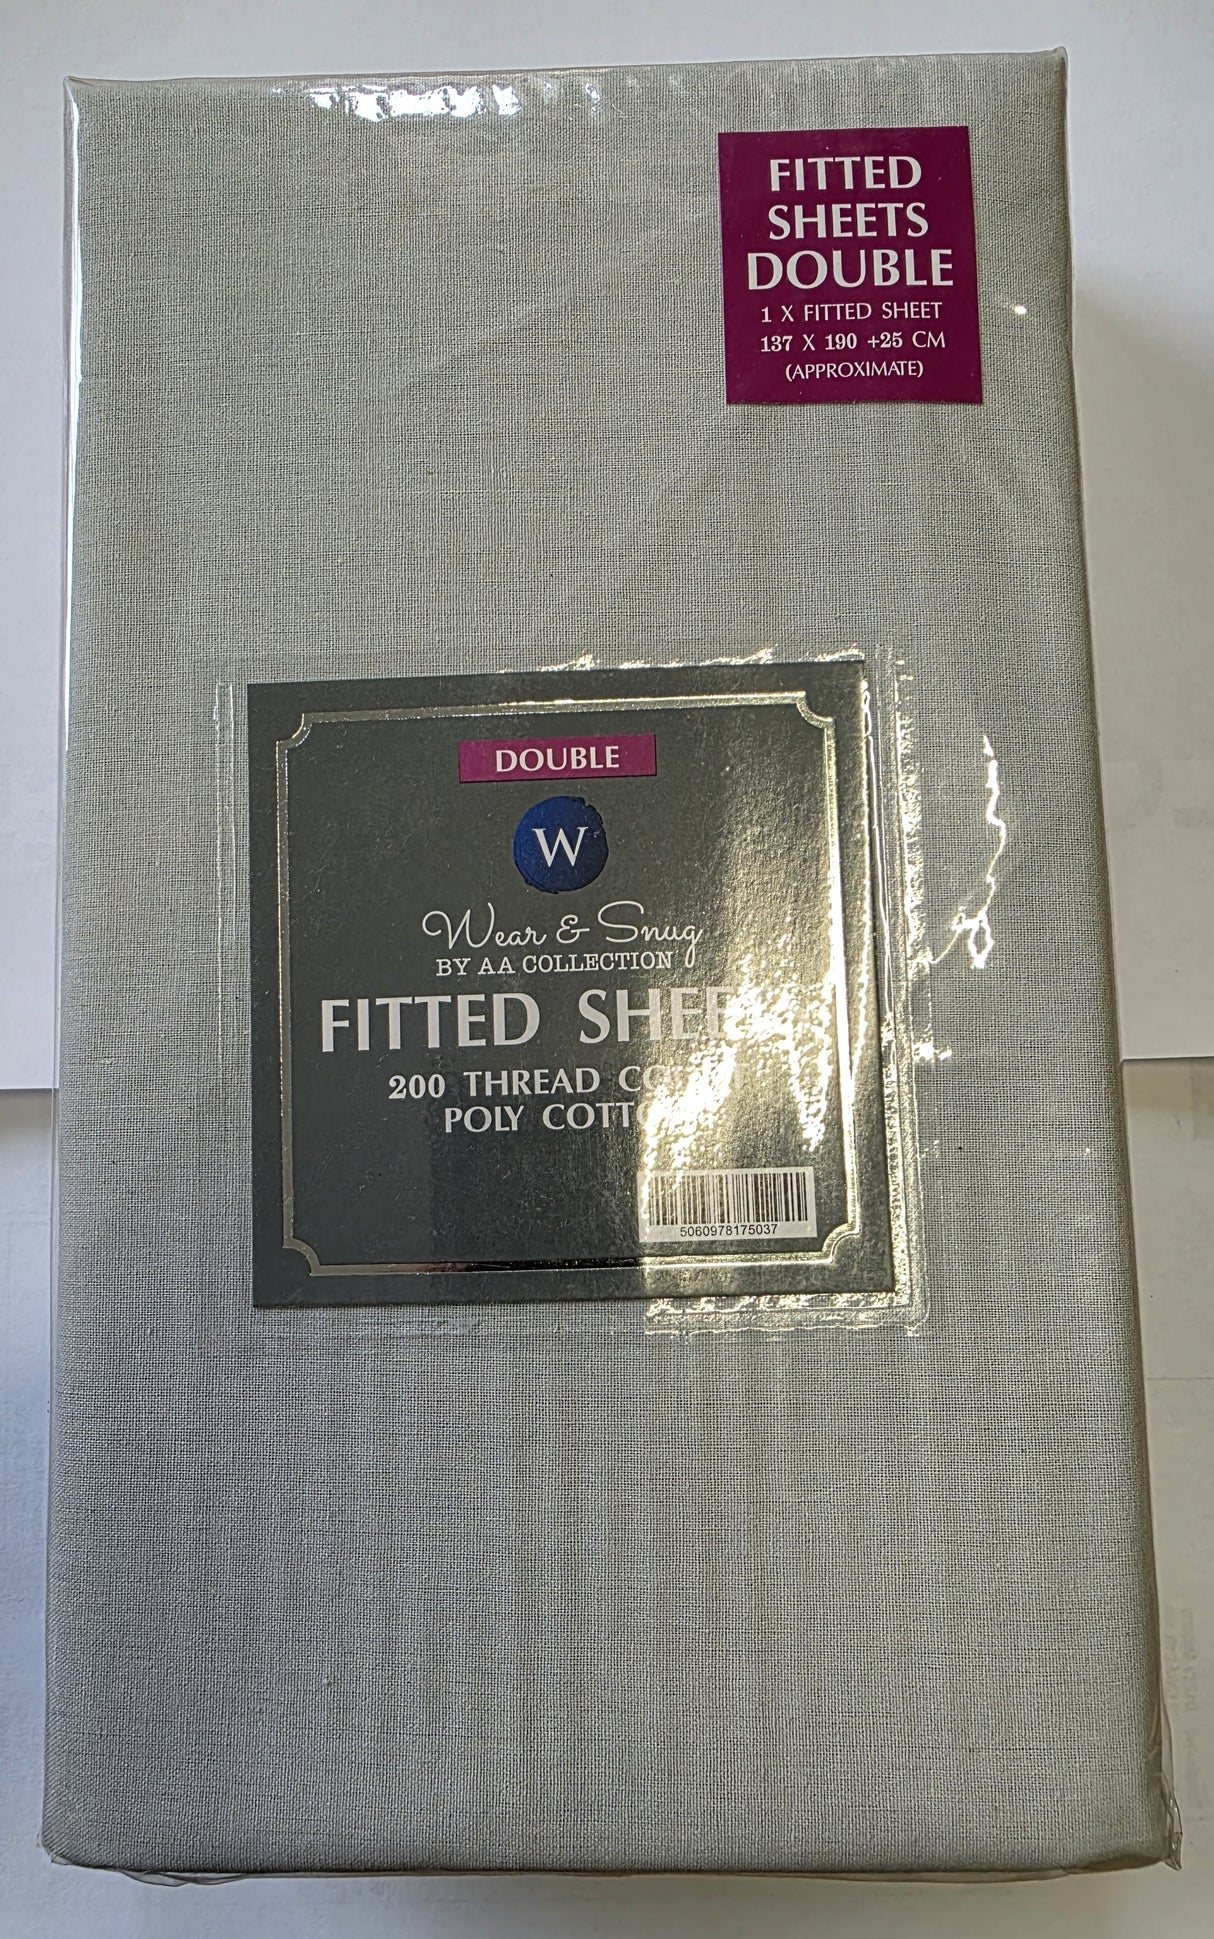 FITTED
SHEETS
DOUBLE
1 X FITTED SHEET
137 X 190 +25 CM
(APPROXIMATE)
DOUBLE
W
Wear & Snug
BY AA COLLECTION
FITTED
200 THREAD
POLY
5060978175037